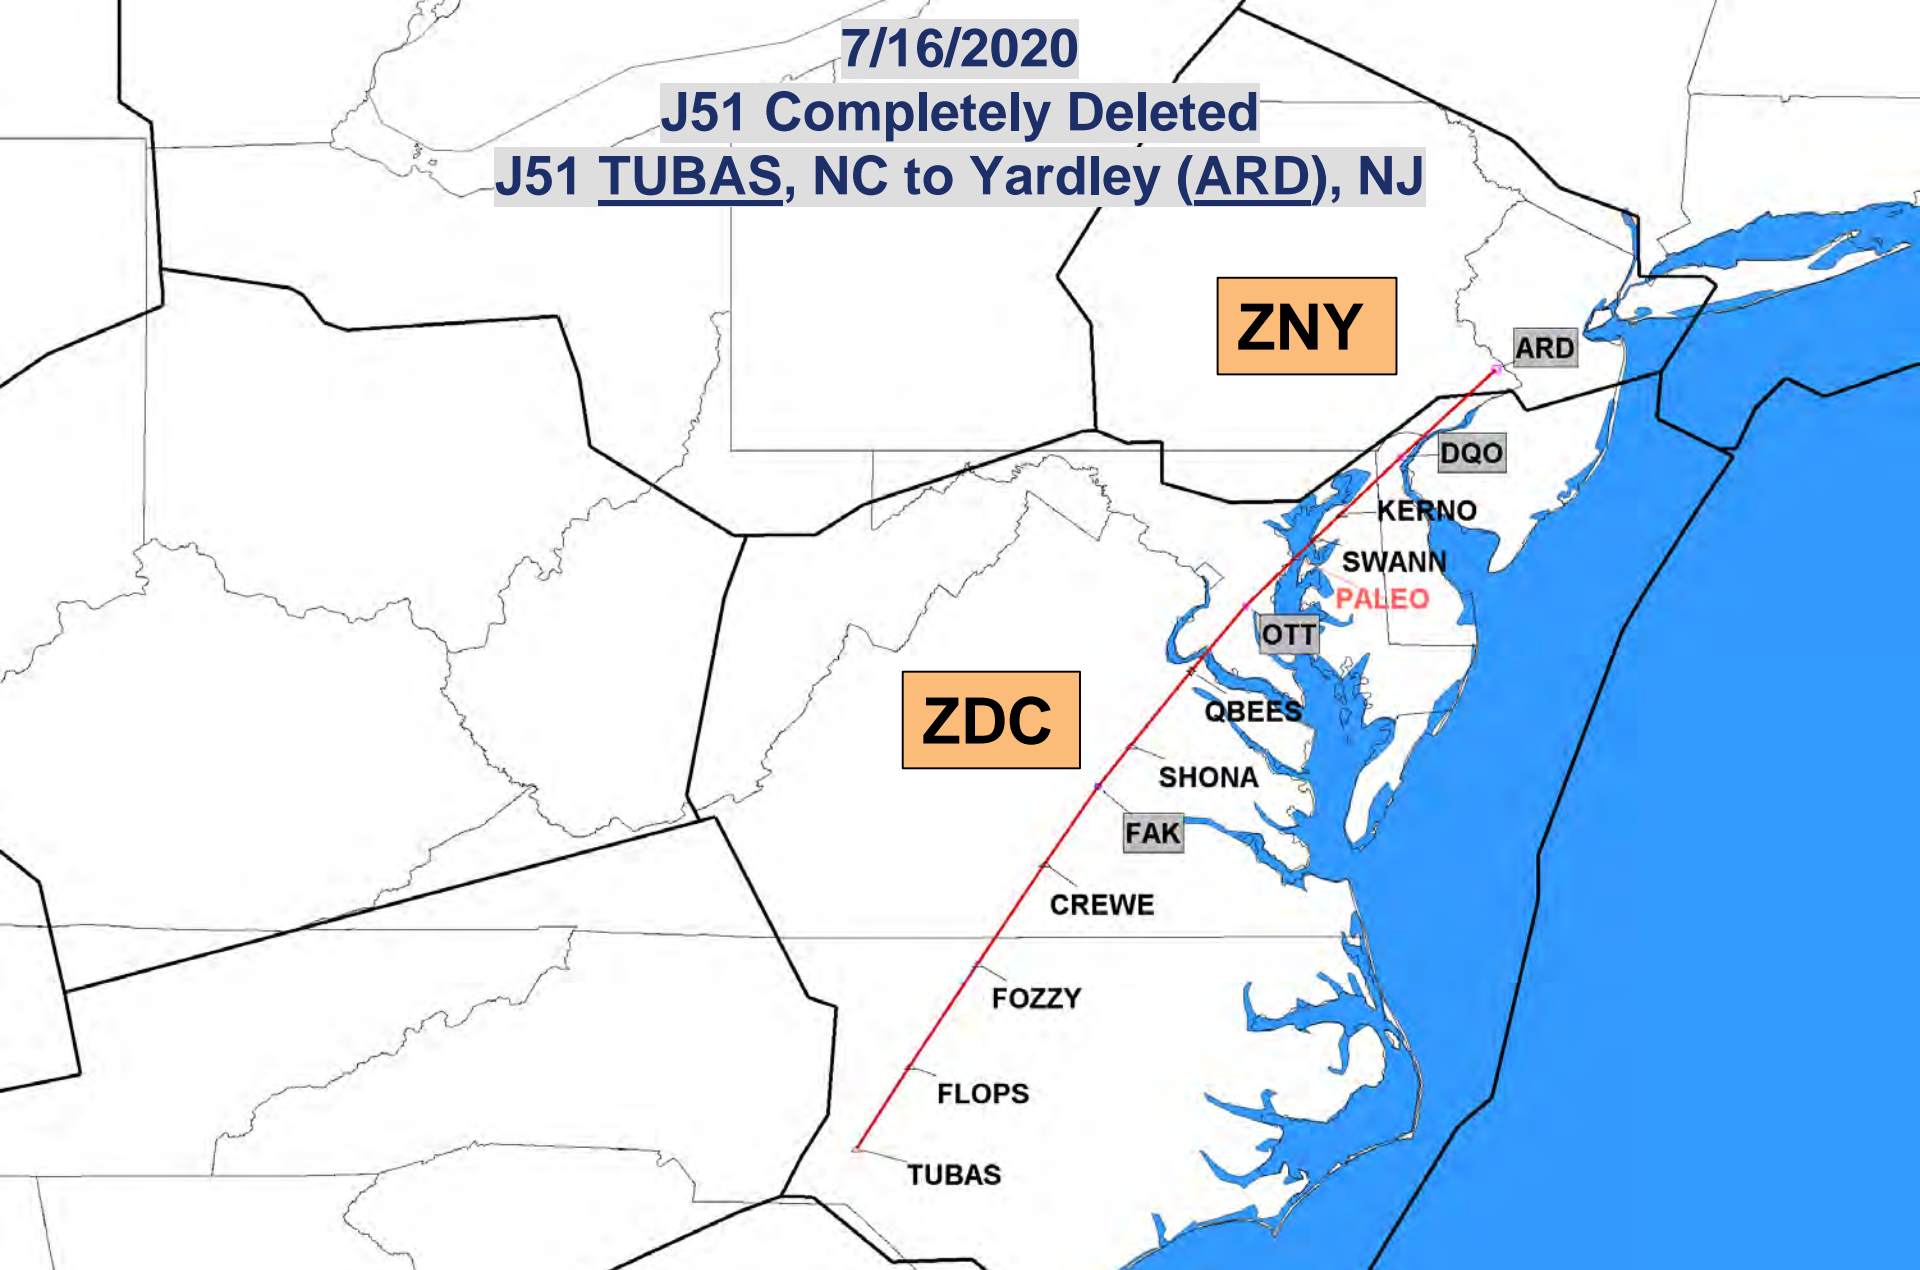 7/16/2020
J51 Completely Deleted
J51 TUBAS, NC to Yardley (ARD), NJ
ZNY
ARD
DQO
KERNO
SWANN
PALEO
OTT
ZDC
QBEES
SHONA
FAK
CREWE
FOZZY
FLOPS
TUBAS